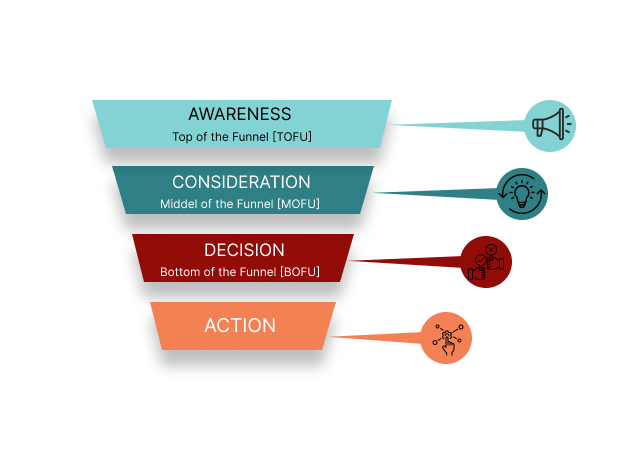 AWARENESS
Top of the Funnel [TOFU]
CONSIDERATION
Middel of the Funnel [MOFU]
DECISION
Bottom of the Funnel [BOFU]
ACTION